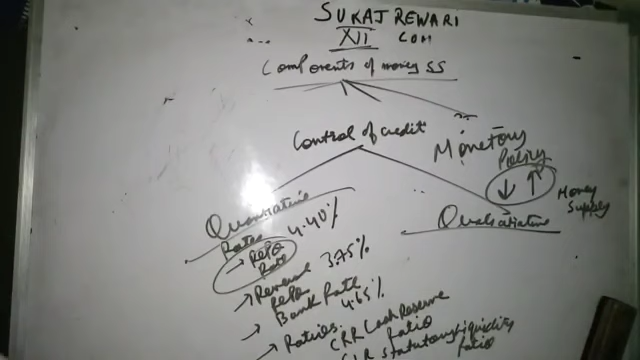 SURAJ REWARI
XII COM
Components of money SS
Control of credit
Monetary Policy
↓ ↑
Money Supply
Quantitative
Qualitative
Rates
→ REPO Rate 4.40%
→ Reverse REPO 3.75%
→ Bank Rate 4.65%
→ Ratios:
CRR Cash Reserve Ratio
SLR Statutory Liquidity Ratio